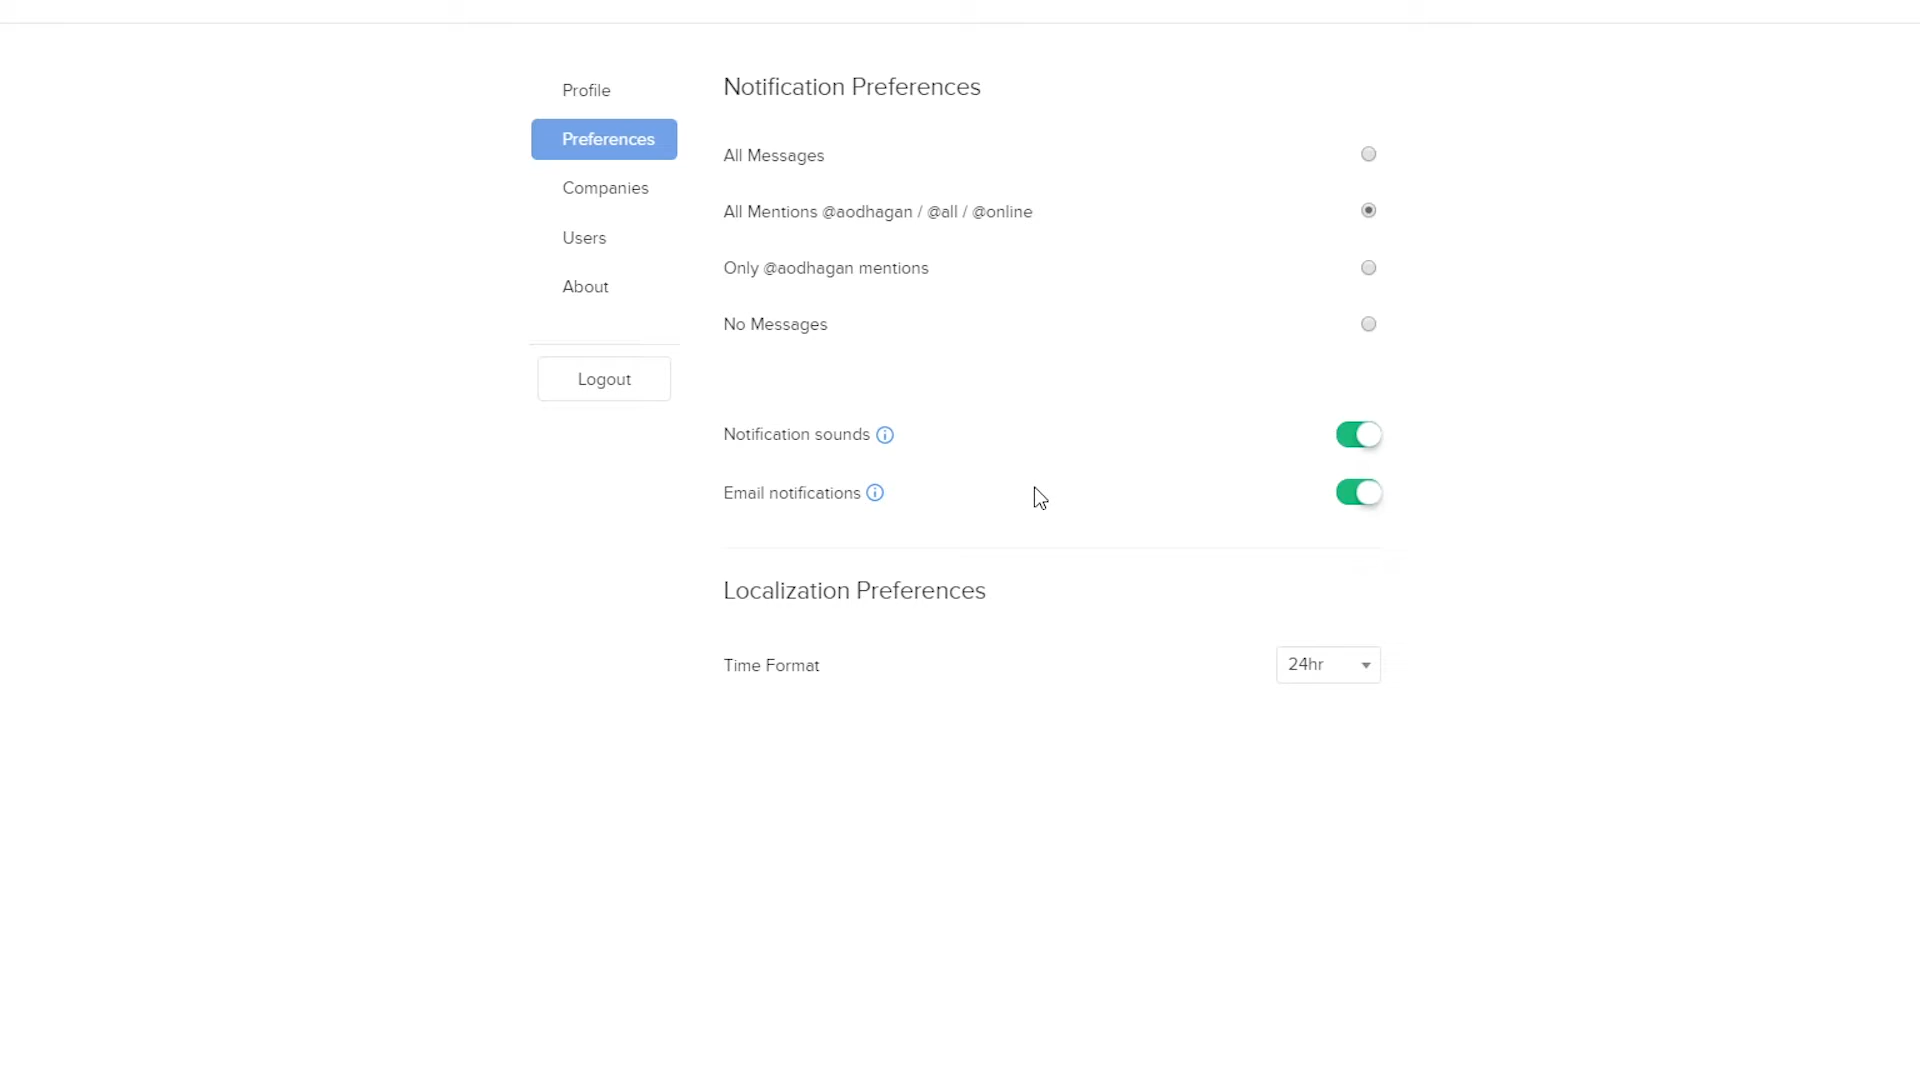 Profile
Preferences
Companies
Users
About
Logout
Notification Preferences
All Messages
All Mentions @aodhagan / @all / @online
Only @aodhagan mentions
No Messages
Notification sounds
Email notifications
Localization Preferences
Time Format
24hr